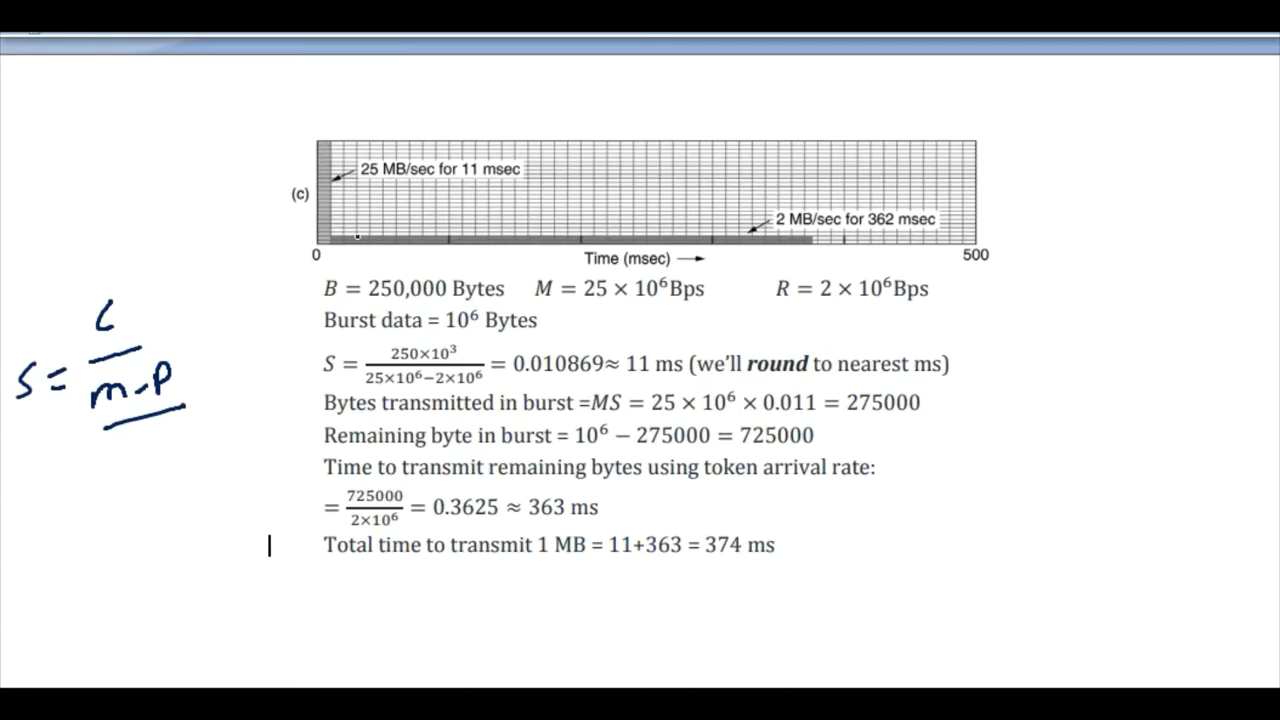 25 MB/sec for 11 msec
(c)
2 MB/sec for 362 msec
0 Time (msec) 500
B = 250,000 Bytes M = 25 × 10⁶Bps R = 2 × 10⁶Bps
Burst data = 10⁶ Bytes
S = 250×10³ / 25×10⁶−2×10⁶ = 0.010869≈ 11 ms (we'll round to nearest ms)
Bytes transmitted in burst =MS = 25 × 10⁶ × 0.011 = 275000
Remaining byte in burst = 10⁶ − 275000 = 725000
Time to transmit remaining bytes using token arrival rate:
= 725000 / 2×10⁶ = 0.3625 ≈ 363 ms
Total time to transmit 1 MB = 11+363 = 374 ms
S = C / m-P